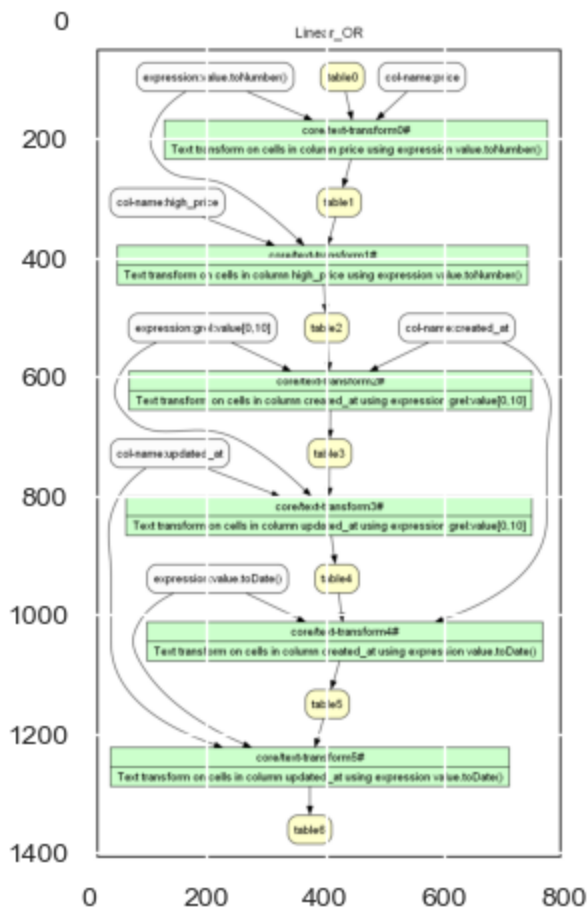 0
Linear_OR
expression:value.toNumber()
table0
col-name:price
core/text-transform0#
200
Text transform on cells in column price using expression value.toNumber()
col-name:high_price
table1
core/text-transform1#
400
Text transform on cells in column high_price using expression value.toNumber()
expression:grel:value[0,10]
table2
col-name:created_at
600
core/text-transform2#
Text transform on cells in column created_at using expression grel:value[0,10]
col-name:updated_at
table3
800
core/text-transform3#
Text transform on cells in column updated_at using expression grel:value[0,10]
expression:value.toDate()
table4
1000
core/text-transform4#
Text transform on cells in column created_at using expression value.toDate()
table5
1200
core/text-transform5#
Text transform on cells in column updated_at using expression value.toDate()
table6
1400
0 200 400 600 800